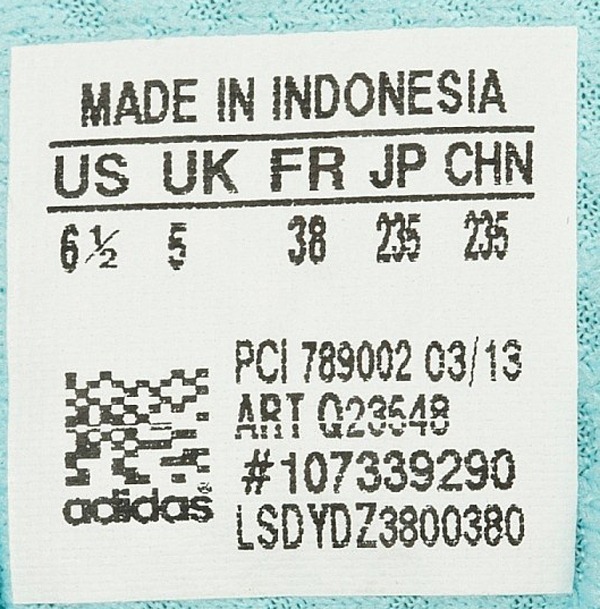 MADE IN INDONESIA
US UK FR JP CHN
6½ 5 38 235 235
PCI 789002 03/13
ART Q23548
#107339290
adidas®
LSDYDZ3800380